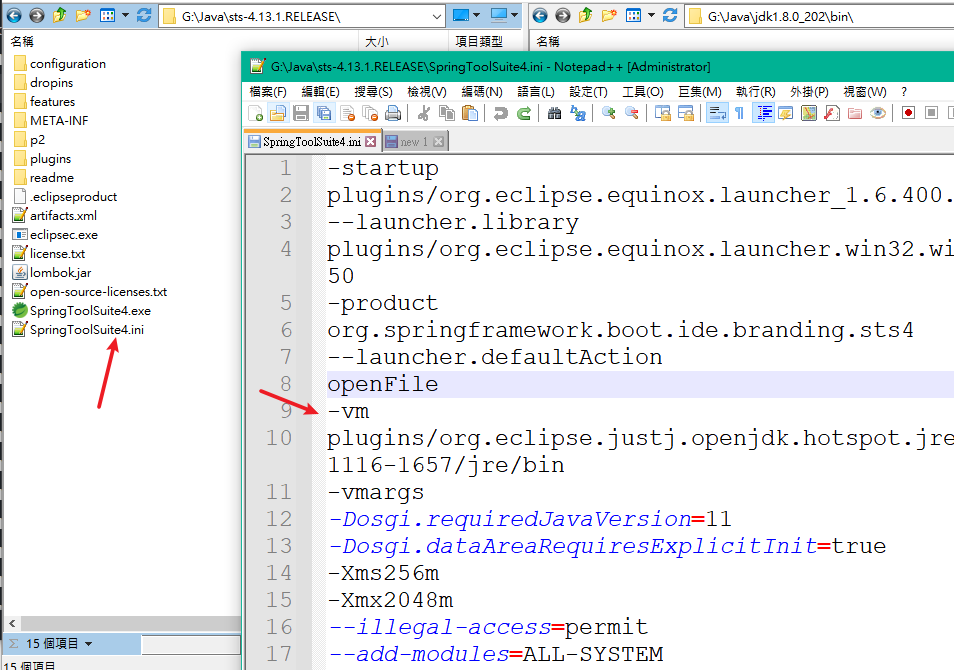 G:\Java\sts-4.13.1.RELEASE\
G:\Java\jdk1.8.0_202\bin\
名稱
大小
項目類型
名稱
configuration
dropins
features
META-INF
p2
plugins
readme
.eclipseproduct
artifacts.xml
eclipsec.exe
license.txt
lombok.jar
open-source-licenses.txt
SpringToolSuite4.exe
SpringToolSuite4.ini
15 個項目
15 個項目
G:\Java\sts-4.13.1.RELEASE\SpringToolSuite4.ini - Notepad++ [Administrator]
檔案(F) 編輯(E) 搜尋(S) 檢視(V) 編碼(N) 語言(L) 設定(T) 工具(O) 巨集(M) 執行(R) 外掛(P) 視窗(W) ?
SpringToolSuite4.ini new 1
1 -startup
2 plugins/org.eclipse.equinox.launcher_1.6.400.
3 --launcher.library
4 plugins/org.eclipse.equinox.launcher.win32.wi
50
5 -product
6 org.springframework.boot.ide.branding.sts4
7 --launcher.defaultAction
8 openFile
9 -vm
10 plugins/org.eclipse.justj.openjdk.hotspot.jre
1116-1657/jre/bin
11 -vmargs
12 -Dosgi.requiredJavaVersion=11
13 -Dosgi.dataAreaRequiresExplicitInit=true
14 -Xms256m
15 -Xmx2048m
16 --illegal-access=permit
17 --add-modules=ALL-SYSTEM